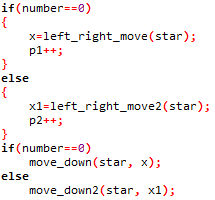 if(number==0)
{
x=left_right_move(star);
p1++;
}
else
{
x1=left_right_move2(star);
p2++;
}
if(number==0)
move_down(star, x);
else
move_down2(star, x1);